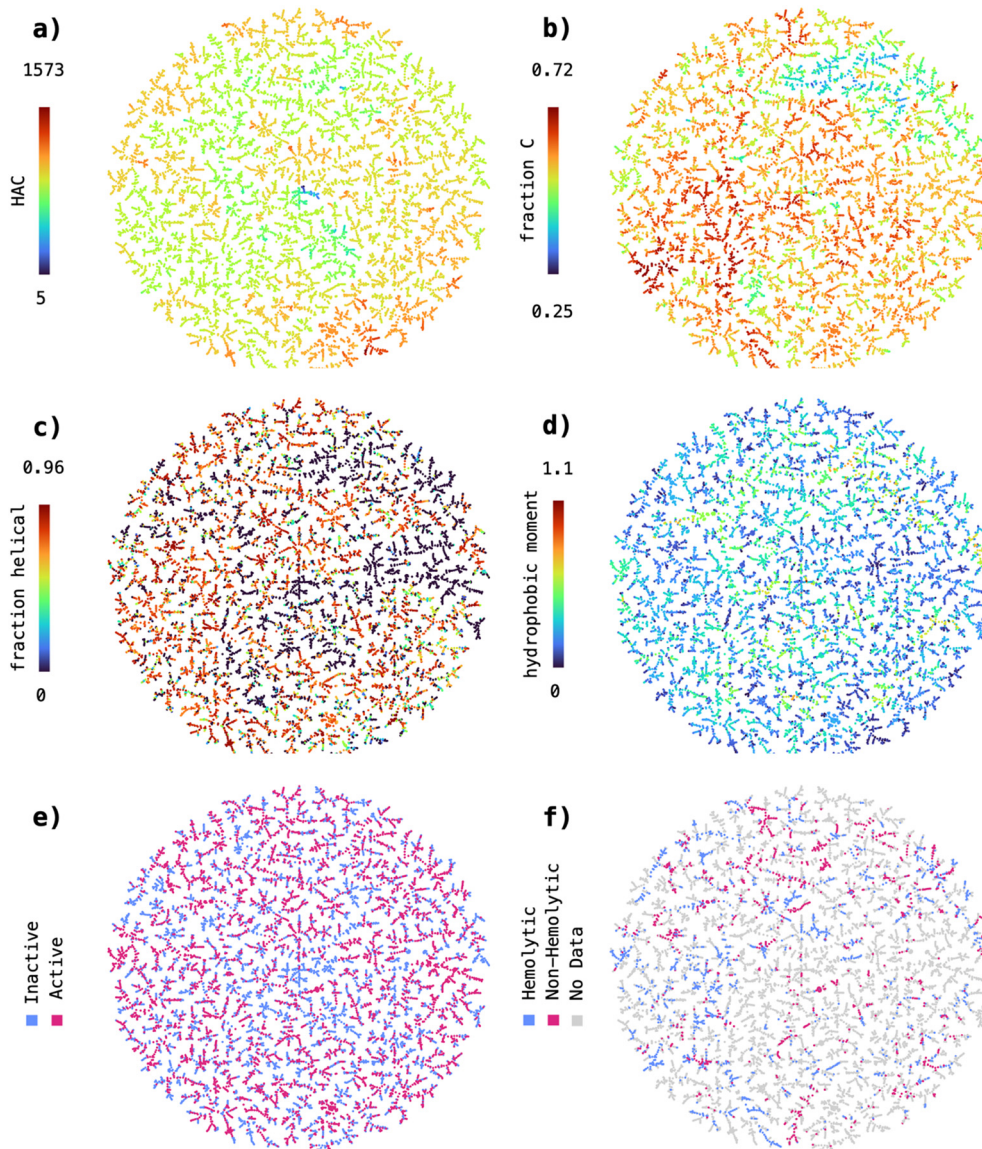 a)
1573
HAC
5
b)
0.72
fraction C
0.25
c)
0.96
fraction helical
0
d)
1.1
hydrophobic moment
0
e)
Inactive
Active
f)
Hemolytic
Non-Hemolytic
No Data